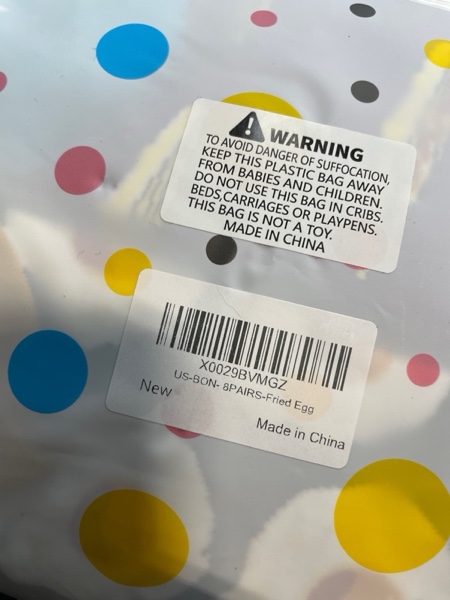 WARNING
TO AVOID DANGER OF SUFFOCATION,
KEEP THIS PLASTIC BAG AWAY
FROM BABIES AND CHILDREN.
DO NOT USE THIS BAG IN CRIBS.
BEDS,CARRIAGES OR PLAYPENS.
THIS BAG IS NOT A TOY.
MADE IN CHINA
X0029BVMGZ
US-BON- 8PAIRS-Fried Egg
New
Made in China